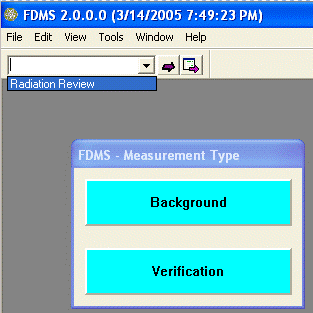 FDMS 2.0.0.0 (3/14/2005 7:49:23 PM)
File Edit View Tools Window Help
Radiation Review
FDMS - Measurement Type
Background
Verification